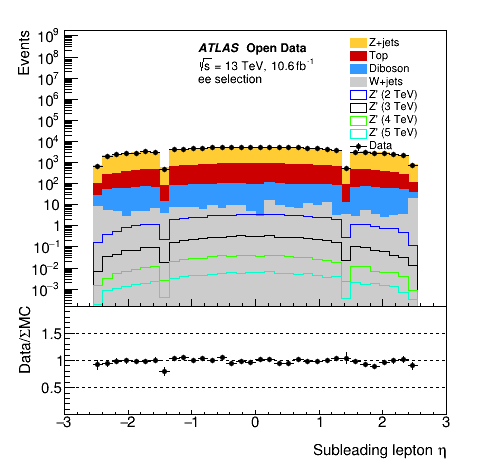 Events
10⁹
10⁸
10⁷
10⁶
10⁵
10⁴
10³
10²
10
1
10⁻¹
10⁻²
10⁻³
ATLAS Open Data
√s = 13 TeV, 10.6 fb⁻¹
ee selection
Z+jets
Top
Diboson
W+jets
Z' (2 TeV)
Z' (3 TeV)
Z' (4 TeV)
Z' (5 TeV)
Data
Data/ΣMC
1.5
1
0.5
−3 −2 −1 0 1 2 3
Subleading lepton η